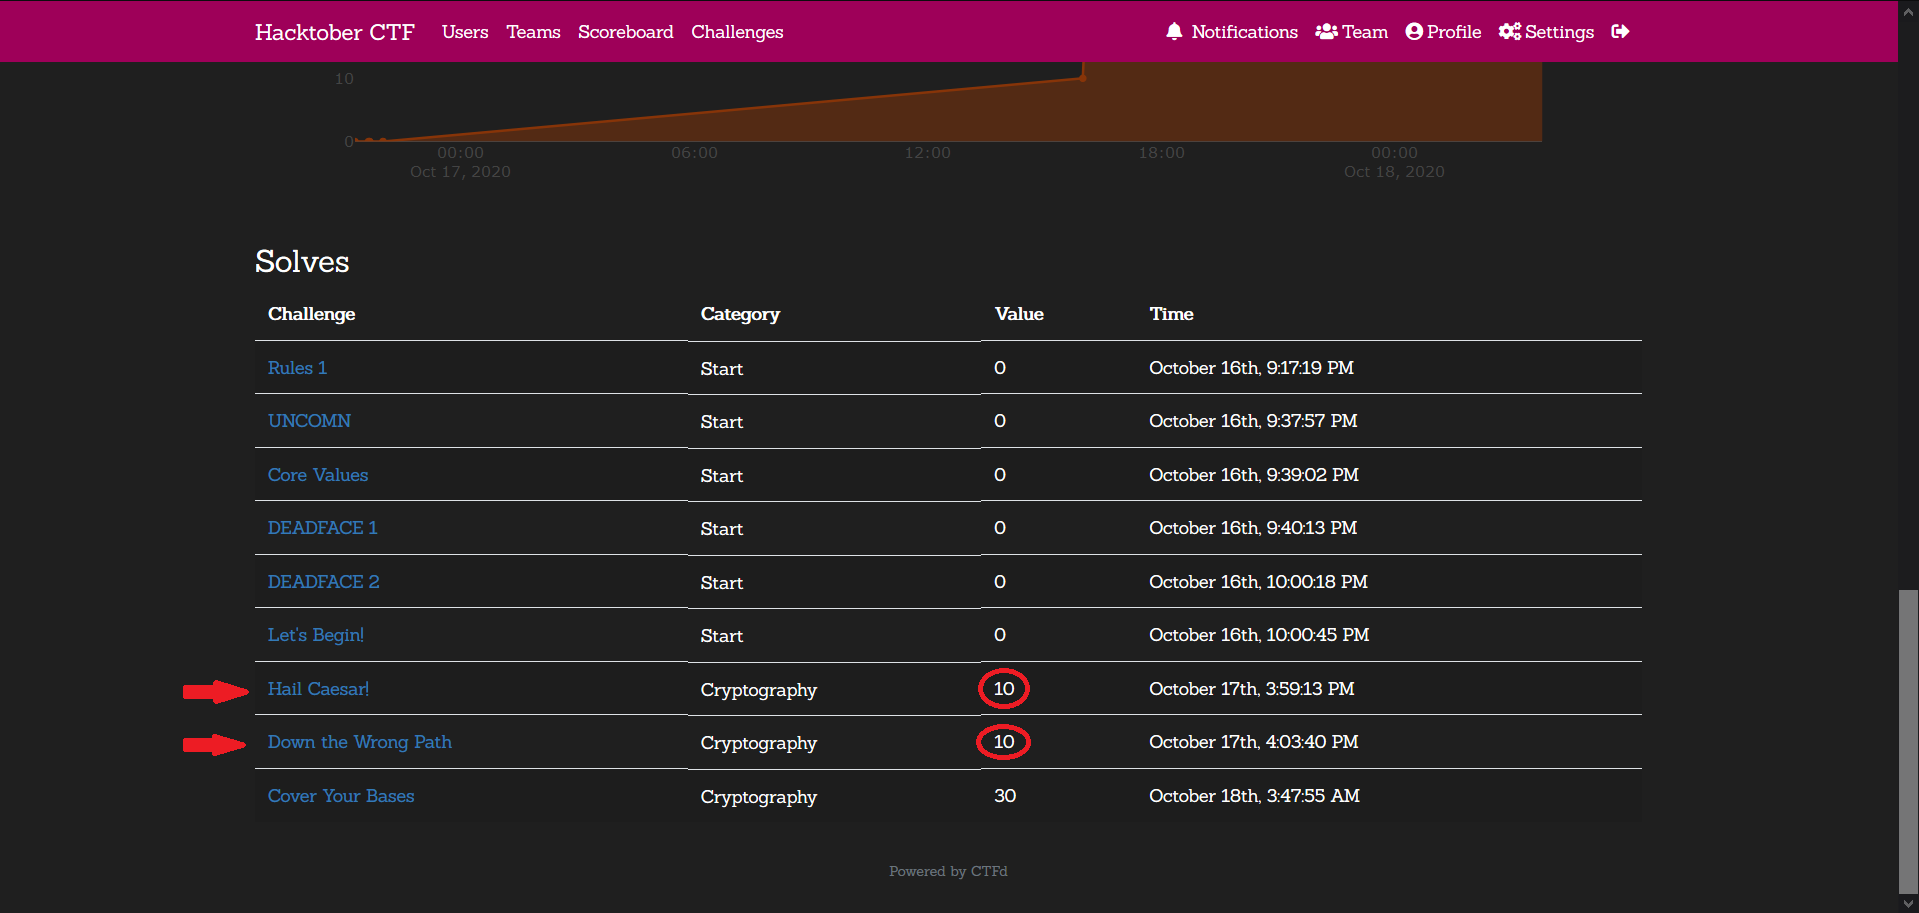 Hacktober CTF Users Teams Scoreboard Challenges Notifications Team Profile Settings
10
0
00:00 06:00 12:00 18:00 00:00
Oct 17, 2020 Oct 18, 2020
Solves
Challenge Category Value Time
Rules 1 Start 0 October 16th, 9:17:19 PM
UNCOMN Start 0 October 16th, 9:37:57 PM
Core Values Start 0 October 16th, 9:39:02 PM
DEADFACE 1 Start 0 October 16th, 9:40:13 PM
DEADFACE 2 Start 0 October 16th, 10:00:18 PM
Let's Begin! Start 0 October 16th, 10:00:45 PM
Hail Caesar! Cryptography 10 October 17th, 3:59:13 PM
Down the Wrong Path Cryptography 10 October 17th, 4:03:40 PM
Cover Your Bases Cryptography 30 October 18th, 3:47:55 AM
Powered by CTFd